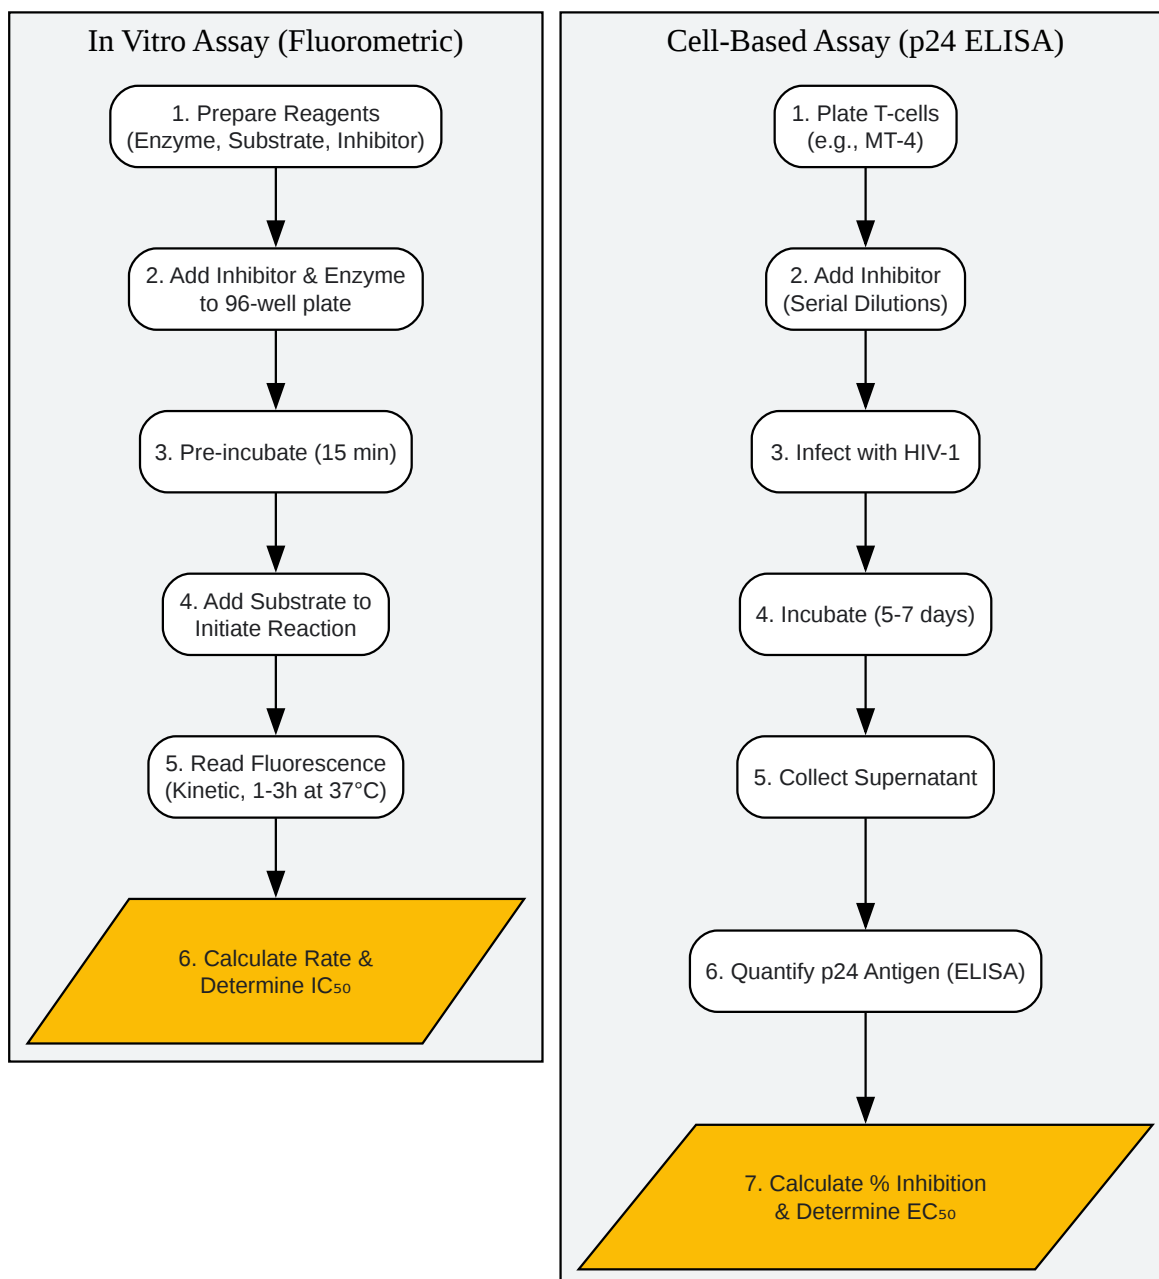 In Vitro Assay (Fluorometric)
1. Prepare Reagents
(Enzyme, Substrate, Inhibitor)
2. Add Inhibitor & Enzyme
to 96-well plate
3. Pre-incubate (15 min)
4. Add Substrate to
Initiate Reaction
5. Read Fluorescence
(Kinetic, 1-3h at 37°C)
6. Calculate Rate &
Determine IC₅₀
Cell-Based Assay (p24 ELISA)
1. Plate T-cells
(e.g., MT-4)
2. Add Inhibitor
(Serial Dilutions)
3. Infect with HIV-1
4. Incubate (5-7 days)
5. Collect Supernatant
6. Quantify p24 Antigen (ELISA)
7. Calculate % Inhibition
& Determine EC₅₀